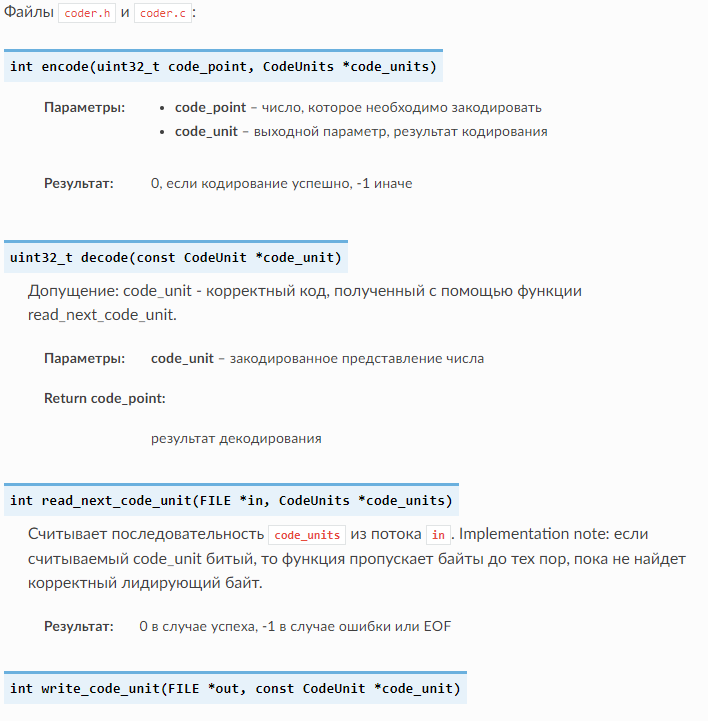 Файлы coder.h и coder.c:
int encode(uint32_t code_point, CodeUnits *code_units)
Параметры:
• code_point – число, которое необходимо закодировать
• code_unit – выходной параметр, результат кодирования
Результат: 0, если кодирование успешно, -1 иначе
uint32_t decode(const CodeUnit *code_unit)
Допущение: code_unit - корректный код, полученный с помощью функции
read_next_code_unit.
Параметры: code_unit – закодированное представление числа
Return code_point:
результат декодирования
int read_next_code_unit(FILE *in, CodeUnits *code_units)
Считывает последовательность code_units из потока in. Implementation note: если
считываемый code_unit битый, то функция пропускает байты до тех пор, пока не найдет
корректный лидирующий байт.
Результат: 0 в случае успеха, -1 в случае ошибки или EOF
int write_code_unit(FILE *out, const CodeUnit *code_unit)